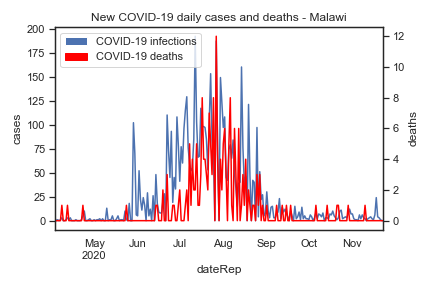 New COVID-19 daily cases and deaths - Malawi
COVID-19 infections
COVID-19 deaths
cases
200
175
150
125
100
75
50
25
0
deaths
12
10
8
6
4
2
0
May Jun Jul Aug Sep Oct Nov
2020
dateRep